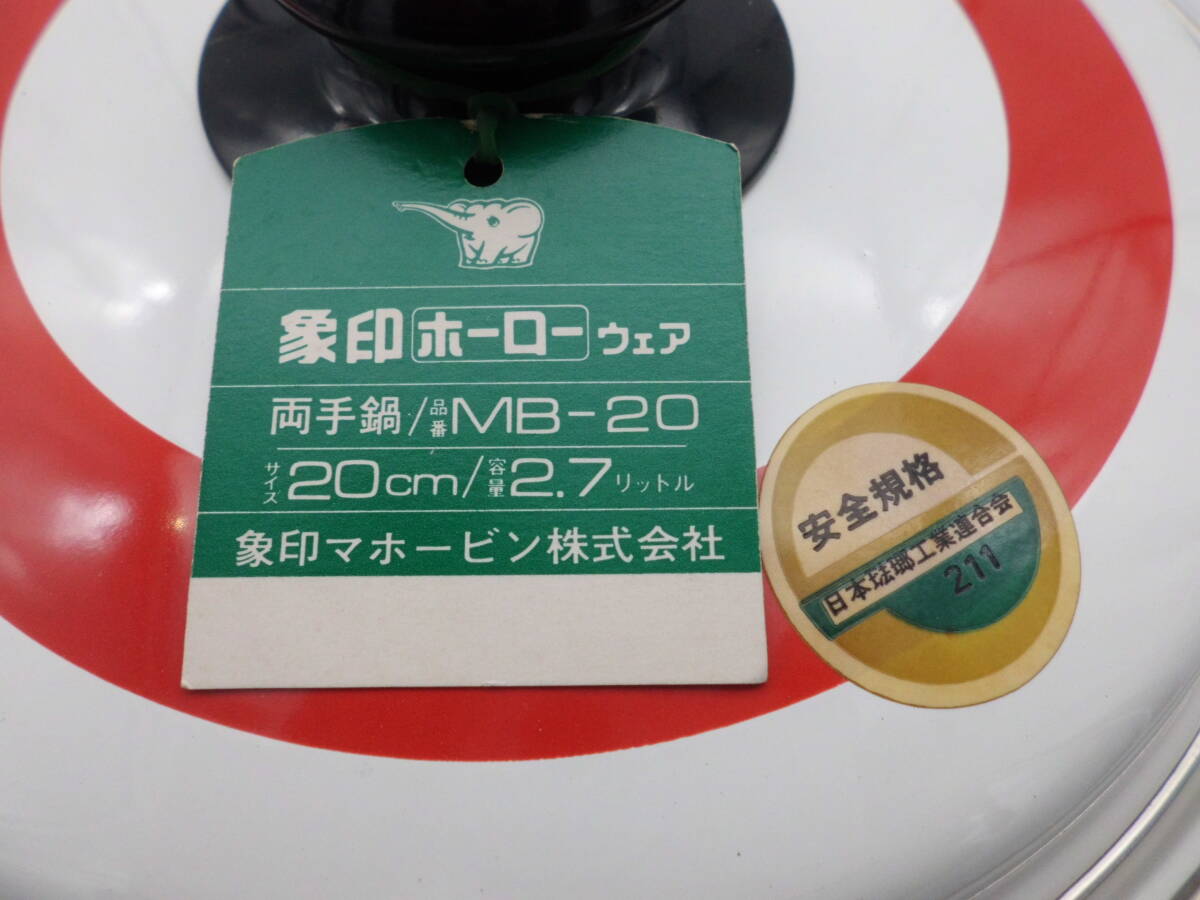 象印ホーローウェア
両手鍋/品番MB-20
サイズ20cm/容量2.7リットル
象印マホービン株式会社
安全規格
日本琺瑯工業連合会
211